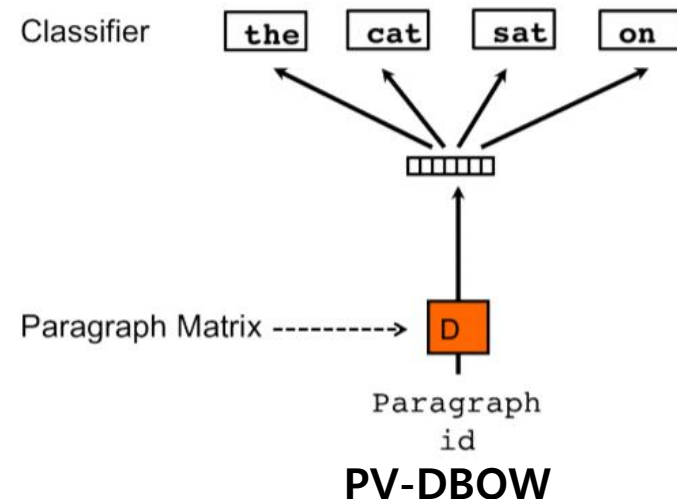 Classifier the cat sat on
Paragraph Matrix D
Paragraph
id
PV-DBOW